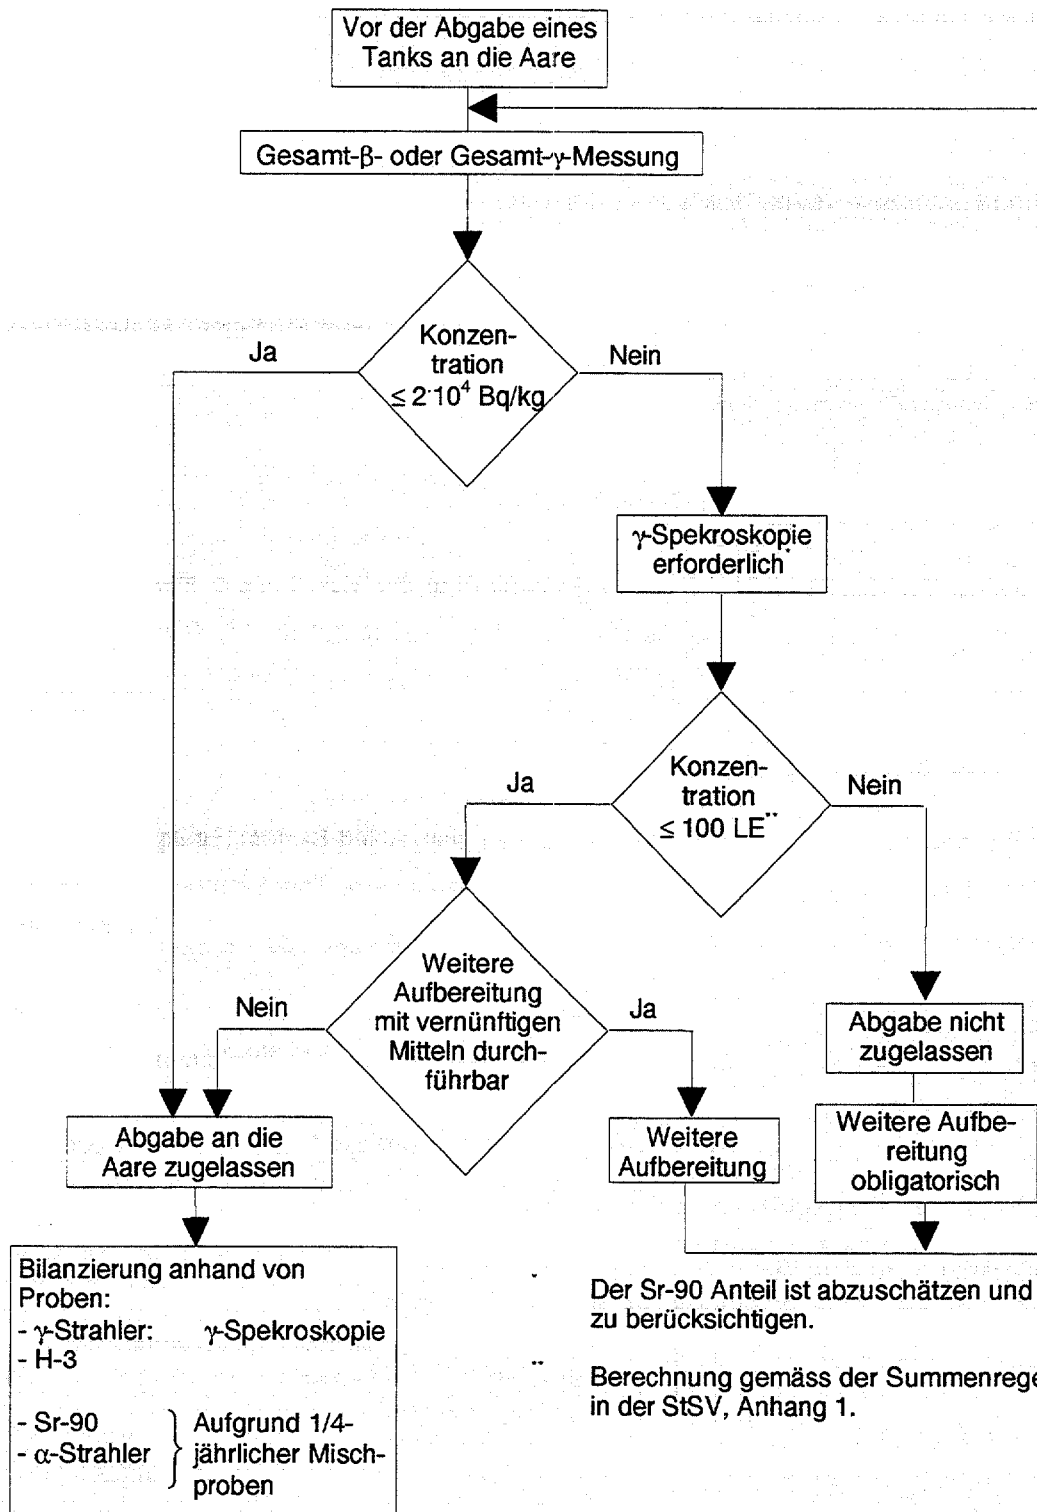 Vor der Abgabe eines
Tanks an die Aare
Gesamt-β- oder Gesamt-γ-Messung
Konzen-
tration
≤ 2·10⁴ Bq/kg
Ja
Nein
γ-Spekroskopie
erforderlich*
Konzen-
tration
≤ 100 LE**
Ja
Nein
Weitere
Aufbereitung
mit vernünftigen
Mitteln durch-
führbar
Nein
Ja
Abgabe nicht
zugelassen
Weitere Aufbe-
reitung
obligatorisch
Weitere
Aufbereitung
Abgabe an die
Aare zugelassen
Bilanzierung anhand von
Proben:
- γ-Strahler: γ-Spekroskopie
- H-3
- Sr-90
- α-Strahler
Aufgrund 1/4-
jährlicher Misch-
proben
* Der Sr-90 Anteil ist abzuschätzen und
zu berücksichtigen.
** Berechnung gemäss der Summenrege
in der StSV, Anhang 1.